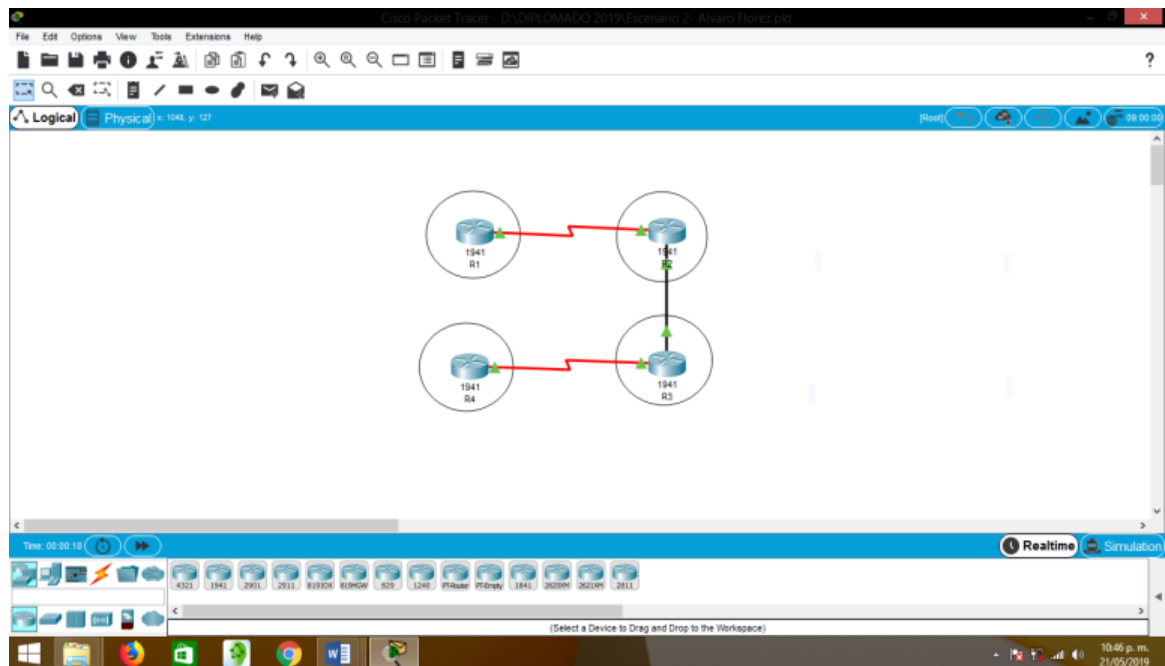 Cisco Packet Tracer - D:\DIPLOMADO 2019\Escenario 2- Alvaro Florez.pkt
File Edit Options View Tools Extensions Help
?
Logical Physical x: 1048, y: 127 [Root] 09:00:00
1941
R1
1941
1941
R4
1941
R3
Time: 00:00:18 Realtime Simulation
4321 1941 2901 2911 819IOX 819HGW 829 1240 PT-Router PT-Empty 1841 2620XM 2621XM 2811
(Select a Device to Drag and Drop to the Workspace)
10:46 p. m.
21/05/2019